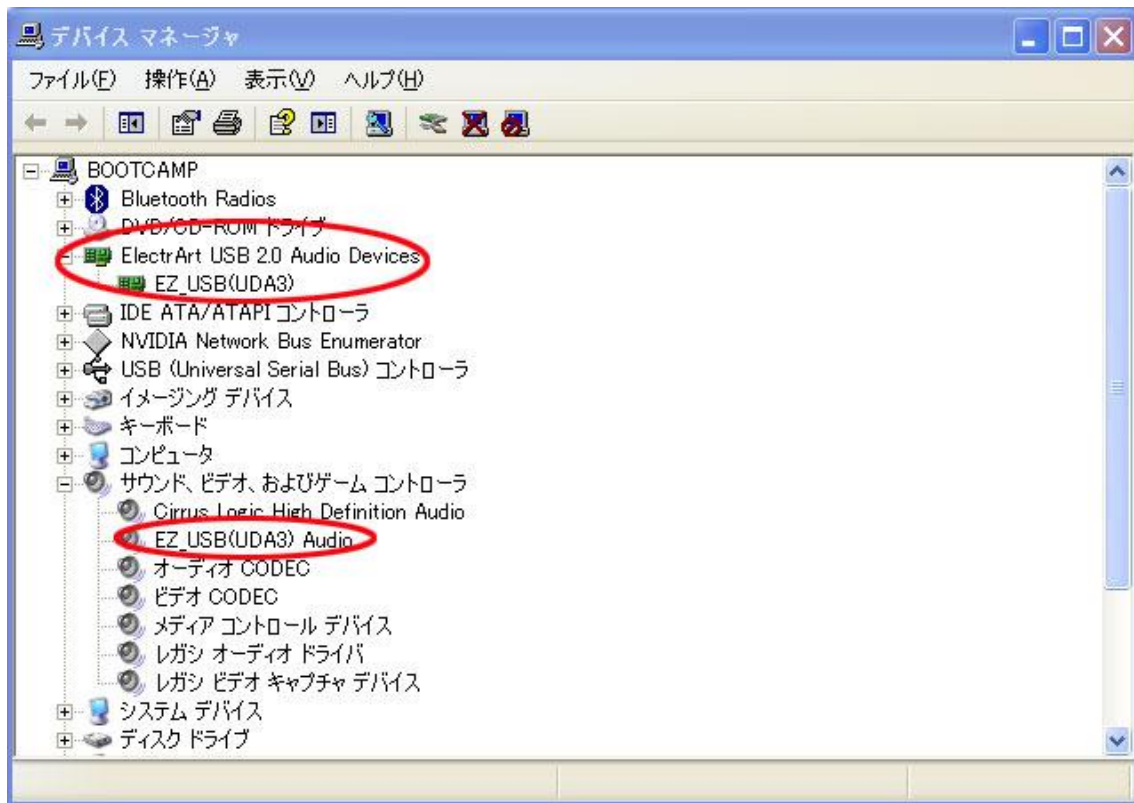 デバイス マネージャ
ファイル(F) 操作(A) 表示(V) ヘルプ(H)
BOOTCAMP
Bluetooth Radios
DVD/CD-ROM ドライブ
ElectrArt USB 2.0 Audio Devices
EZ_USB(UDA3)
IDE ATA/ATAPI コントローラ
NVIDIA Network Bus Enumerator
USB (Universal Serial Bus) コントローラ
イメージング デバイス
キーボード
コンピュータ
サウンド、ビデオ、およびゲーム コントローラ
Cirrus Logic High Definition Audio
EZ_USB(UDA3) Audio
オーディオ CODEC
ビデオ CODEC
メディア コントロール デバイス
レガシ オーディオ ドライバ
レガシ ビデオ キャプチャ デバイス
システム デバイス
ディスク ドライブ